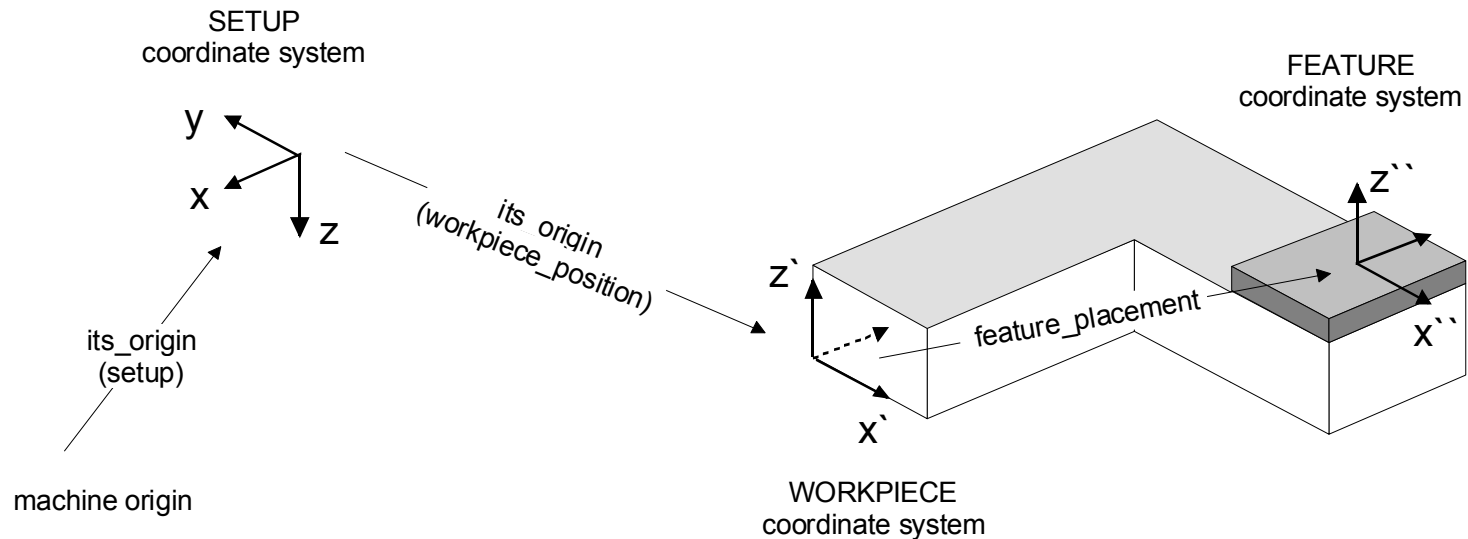 SETUP
coordinate system
y
x
z
its_origin
(workpiece_position)
its_origin
(setup)
machine origin
FEATURE
coordinate system
z``
x``
feature_placement
z`
x`
WORKPIECE
coordinate system